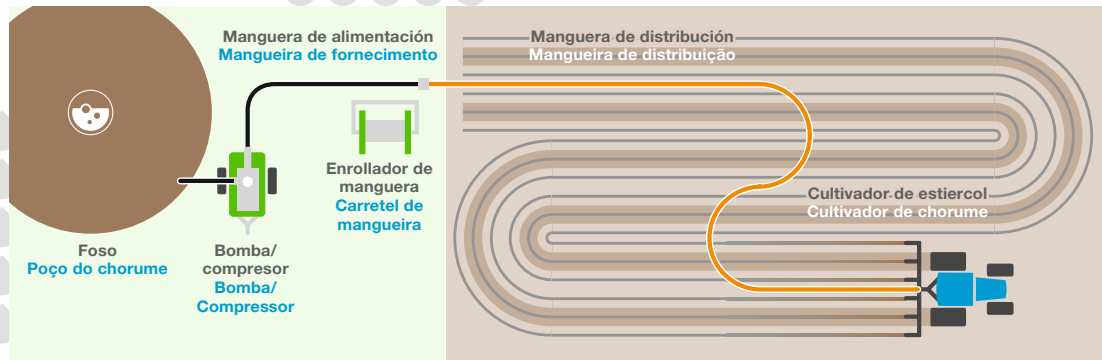 Manguera de alimentación
Mangueira de fornecimento
Manguera de distribución
Mangueira de distribuição
Enrollador de
manguera
Carretel de
mangueira
Cultivador de estiercol
Cultivador de chorume
Foso
Poço do chorume
Bomba/
compresor
Bomba/
Compressor